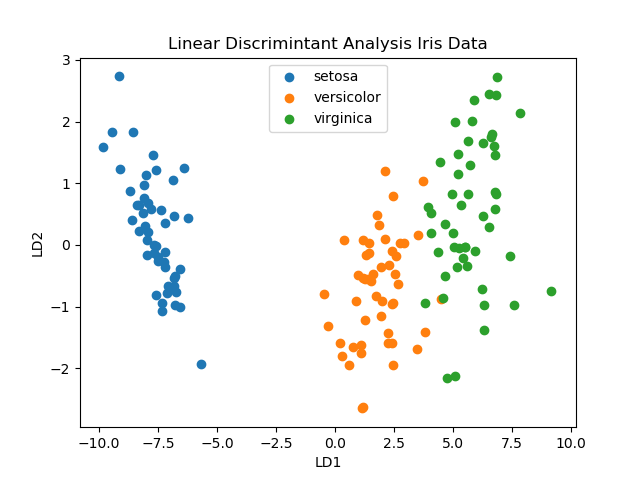 Linear Discrimintant Analysis Iris Data
setosa
versicolor
virginica
3
2
1
0
−1
−2
LD2
−10.0 −7.5 −5.0 −2.5 0.0 2.5 5.0 7.5 10.0
LD1